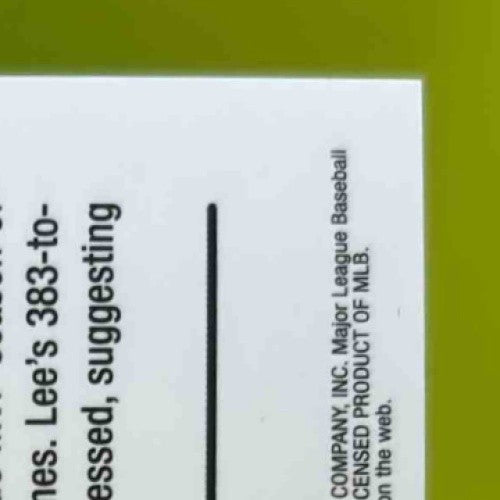 nes. Lee's 383-to-
essed, suggesting
COMPANY, INC. Major League Baseball
CENSED PRODUCT OF MLB.
on the web.